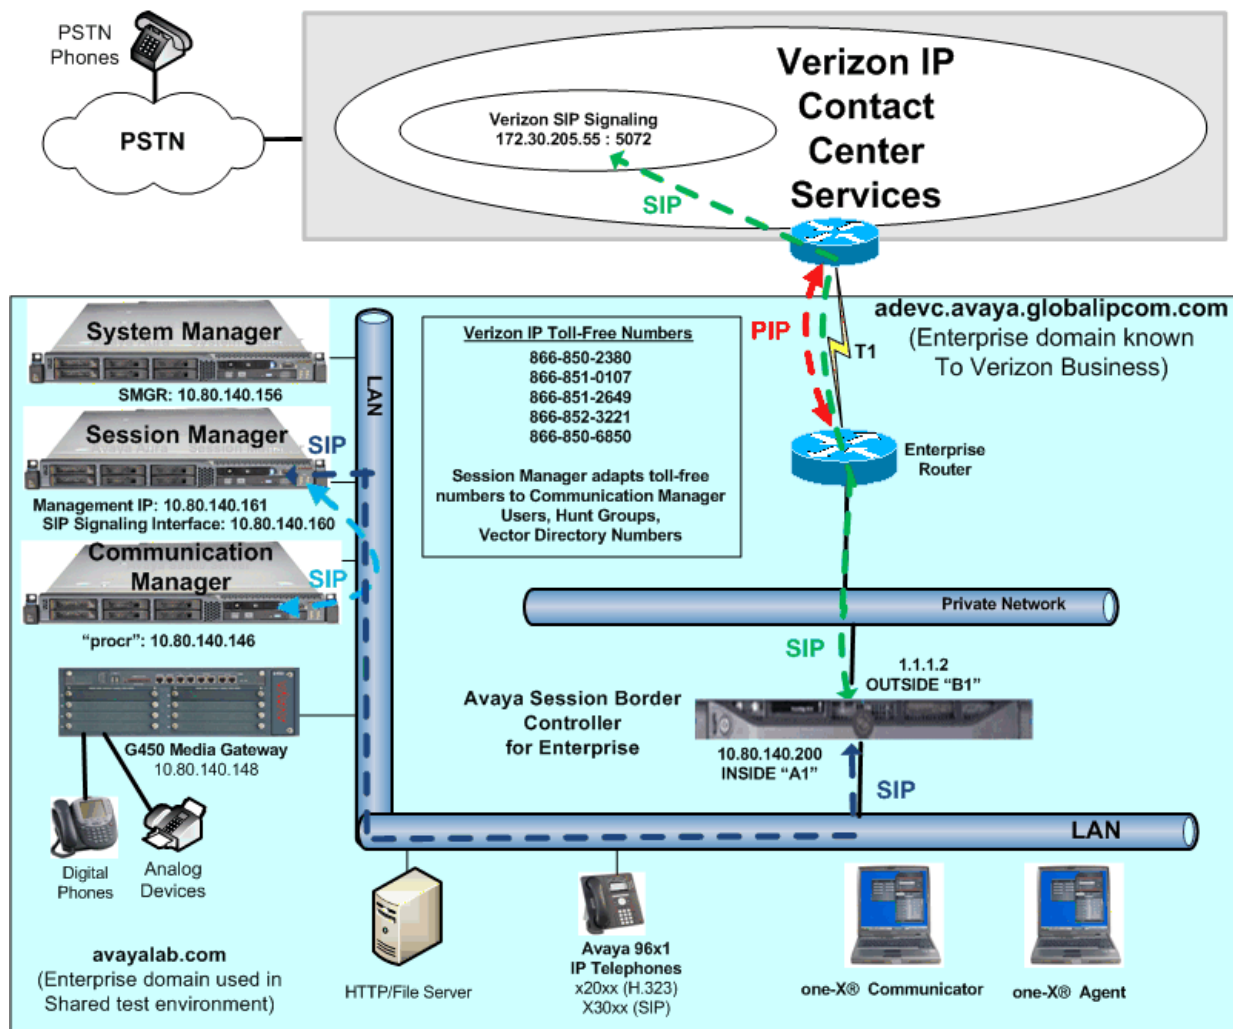 PSTN
Phones
PSTN
Verizon IP
Contact
Center
Services
Verizon SIP Signaling
172.30.205.55 : 5072
SIP
PIP
T1
adevc.avaya.globalipcom.com
(Enterprise domain known
To Verizon Business)
System Manager
SMGR: 10.80.140.156
LAN
Verizon IP Toll-Free Numbers
866-850-2380
866-851-0107
866-851-2649
866-852-3221
866-850-6850
Session Manager adapts toll-free
numbers to Communication Manager
Users, Hunt Groups,
Vector Directory Numbers
Enterprise
Router
Session Manager
SIP
Management IP: 10.80.140.161
SIP Signaling Interface: 10.80.140.160
Communication
Manager
SIP
"procr": 10.80.140.146
Private Network
SIP
1.1.1.2
OUTSIDE "B1"
Avaya Session Border
Controller
for Enterprise
10.80.140.200
INSIDE "A1"
SIP
G450 Media Gateway
10.80.140.148
LAN
Digital
Phones
Analog
Devices
avayalab.com
(Enterprise domain used in
Shared test environment)
HTTP/File Server
Avaya 96x1
IP Telephones
x20xx (H.323)
X30xx (SIP)
one-X® Communicator
one-X® Agent